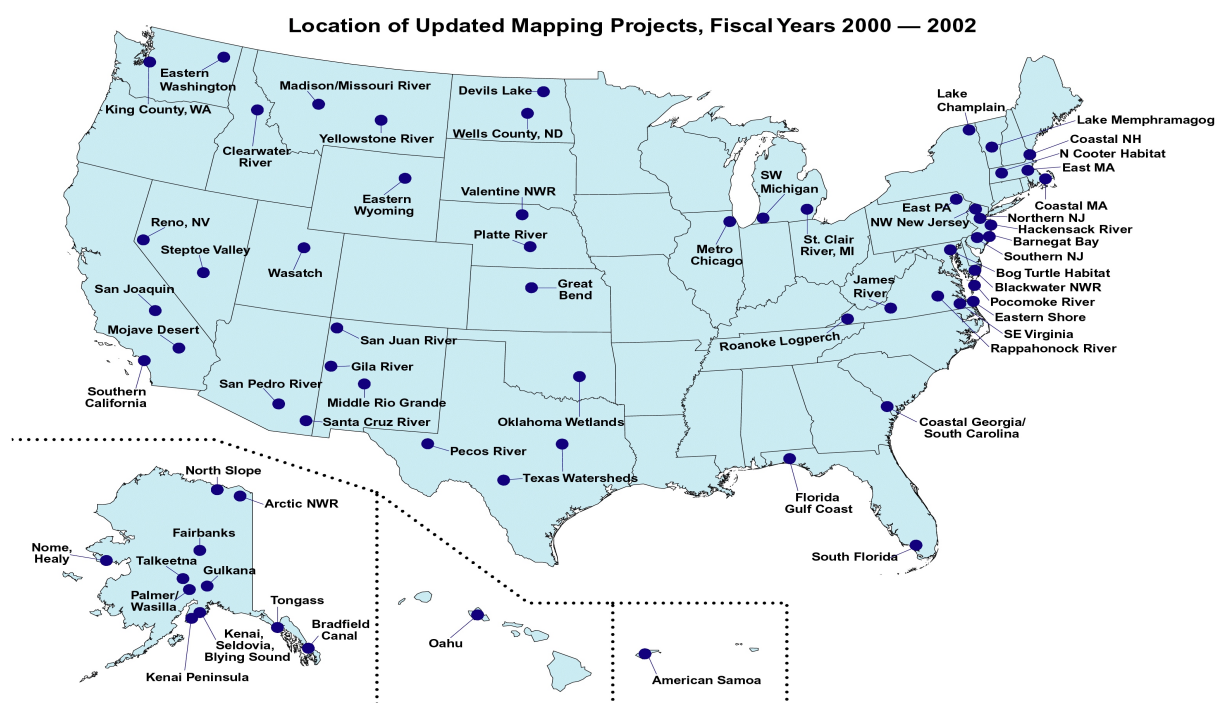 Location of Updated Mapping Projects, Fiscal Years 2000 — 2002
Eastern
Washington
King County, WA
Clearwater
River
Madison/Missouri River
Yellowstone River
Devils Lake
Wells County, ND
Eastern
Wyoming
Valentine NWR
Platte River
Great
Bend
Reno, NV
Steptoe Valley
Wasatch
San Joaquin
Mojave Desert
Southern
California
San Juan River
Gila River
Middle Rio Grande
San Pedro River
Santa Cruz River
Pecos River
Oklahoma Wetlands
Texas Watersheds
SW
Michigan
Metro
Chicago
St. Clair
River, MI
James
River
Roanoke Logperch
Lake
Champlain
Lake Memphramagog
Coastal NH
N Cooter Habitat
East MA
Coastal MA
East PA
NW New Jersey
Northern NJ
Hackensack River
Barnegat Bay
Southern NJ
Bog Turtle Habitat
Blackwater NWR
Pocomoke River
Eastern Shore
SE Virginia
Rappahonock River
Coastal Georgia/
South Carolina
Florida
Gulf Coast
South Florida
North Slope
Arctic NWR
Fairbanks
Nome,
Healy
Talkeetna
Gulkana
Palmer/
Wasilla
Tongass
Bradfield
Canal
Kenai,
Seldovia,
Blying Sound
Kenai Peninsula
Oahu
American Samoa